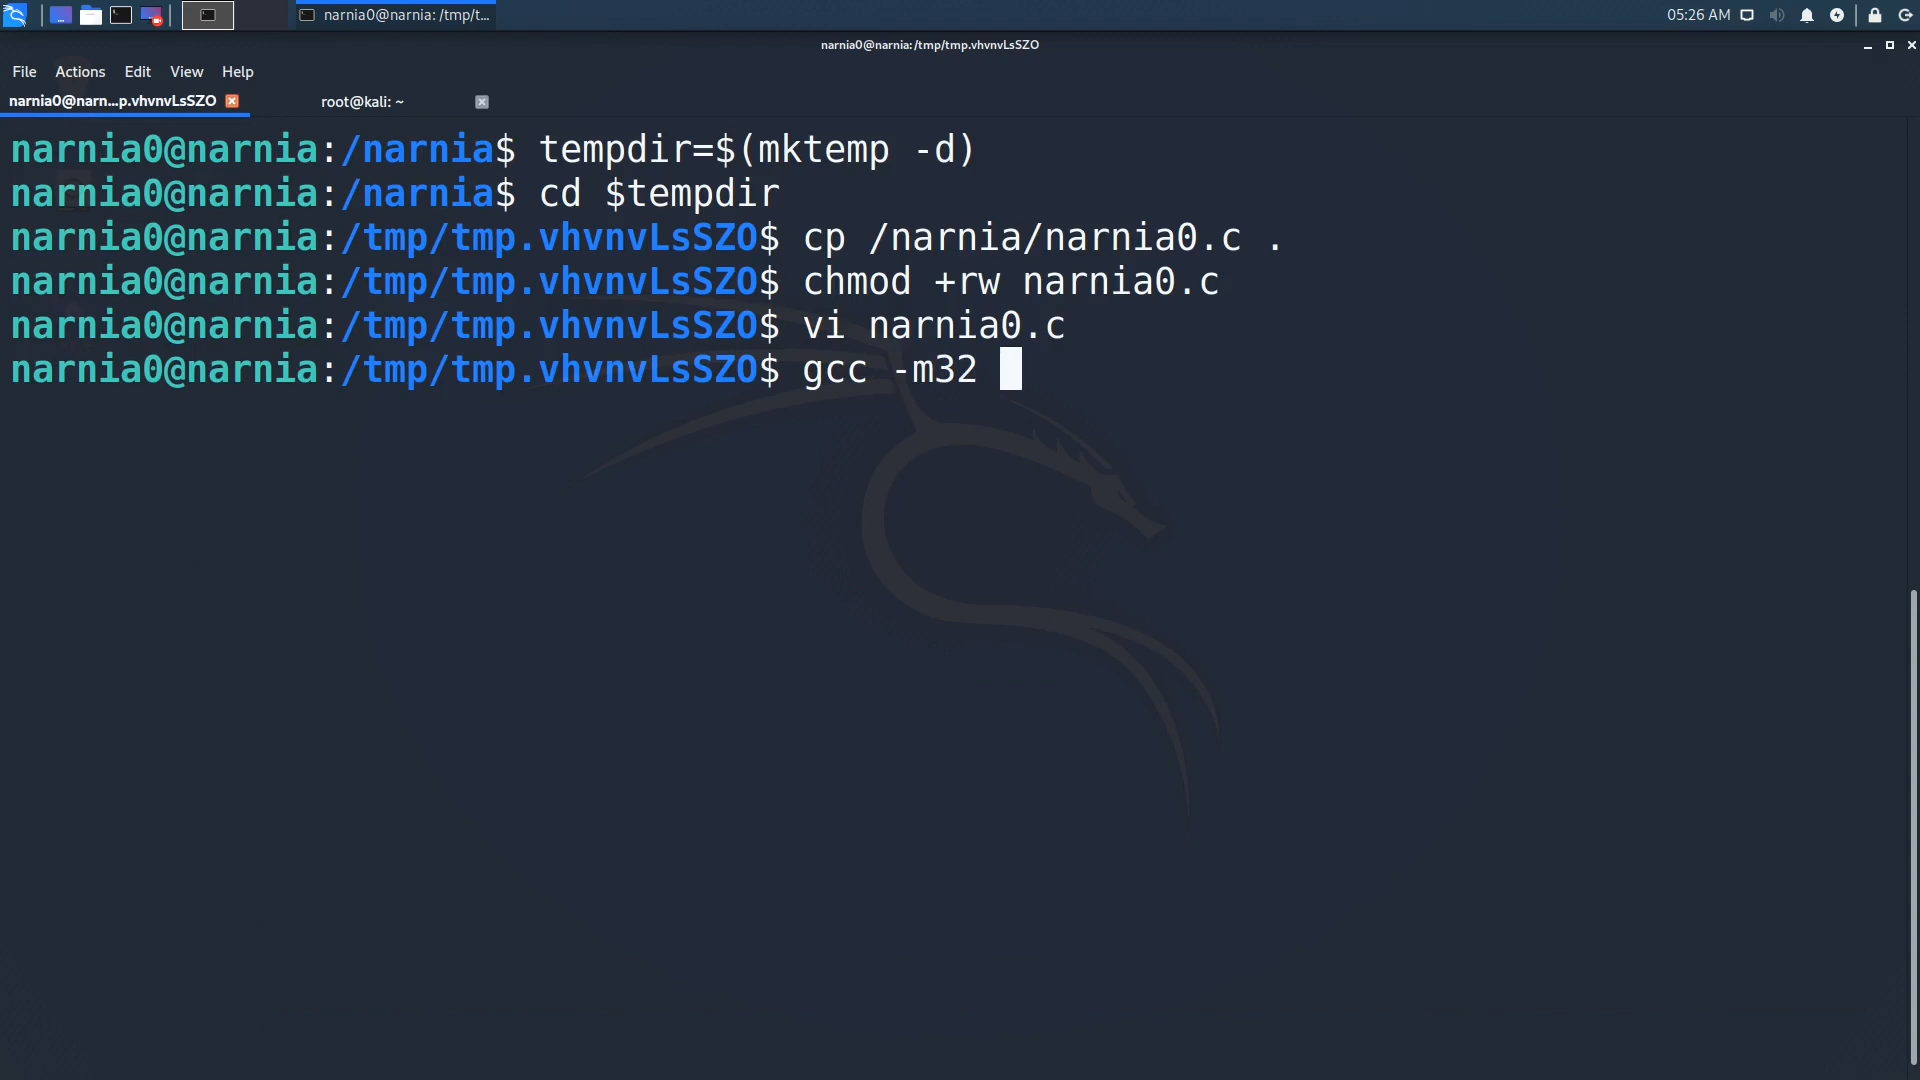 narnia0@narnia: /tmp/t...
05:26 AM
narnia0@narnia: /tmp/tmp.vhvnvLsSZO
File Actions Edit View Help
narnia0@narn...p.vhvnvLsSZO
root@kali: ~
narnia0@narnia:/narnia$ tempdir=$(mktemp -d)
narnia0@narnia:/narnia$ cd $tempdir
narnia0@narnia:/tmp/tmp.vhvnvLsSZO$ cp /narnia/narnia0.c .
narnia0@narnia:/tmp/tmp.vhvnvLsSZO$ chmod +rw narnia0.c
narnia0@narnia:/tmp/tmp.vhvnvLsSZO$ vi narnia0.c
narnia0@narnia:/tmp/tmp.vhvnvLsSZO$ gcc -m32